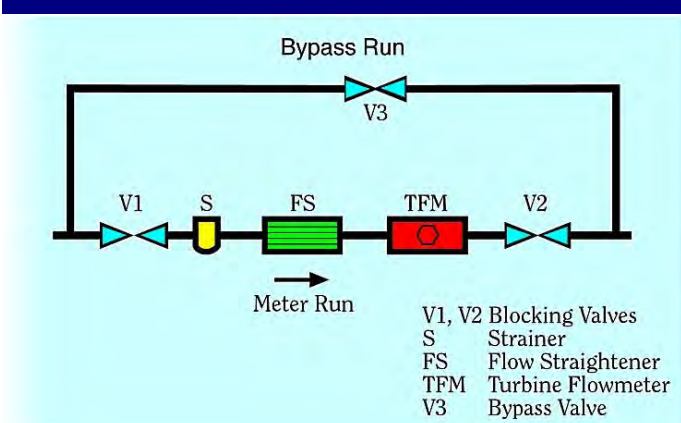 Bypass Run
V3
V1 S FS TFM V2
Meter Run
V1, V2 Blocking Valves
S Strainer
FS Flow Straightener
TFM Turbine Flowmeter
V3 Bypass Valve